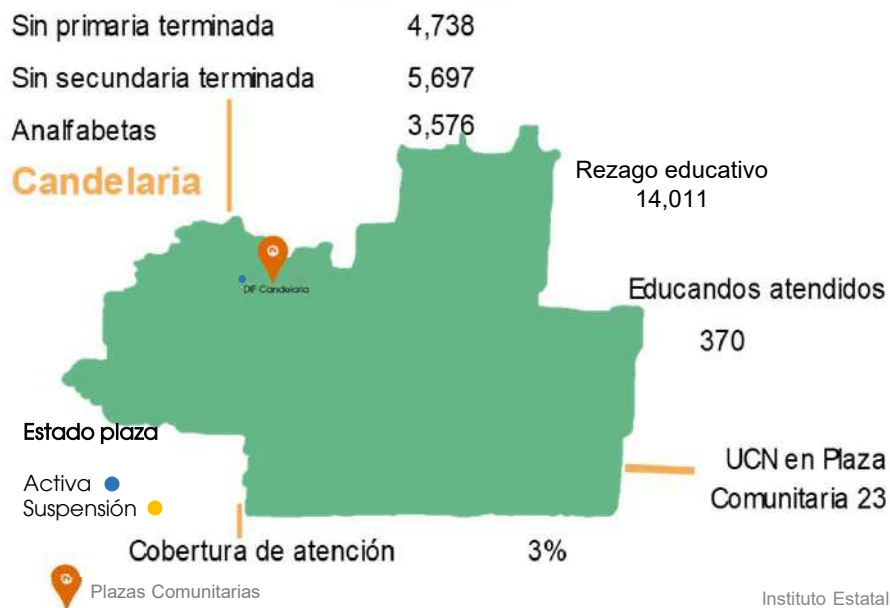 Sin primaria terminada 4,738
Sin secundaria terminada 5,697
Analfabetas 3,576
Candelaria
Rezago educativo
14,011
DIF Candelaria
Educandos atendidos
370
Estado plaza
Activa
Suspensión
UCN en Plaza
Comunitaria 23
Cobertura de atención 3%
Plazas Comunitarias
Instituto Estatal